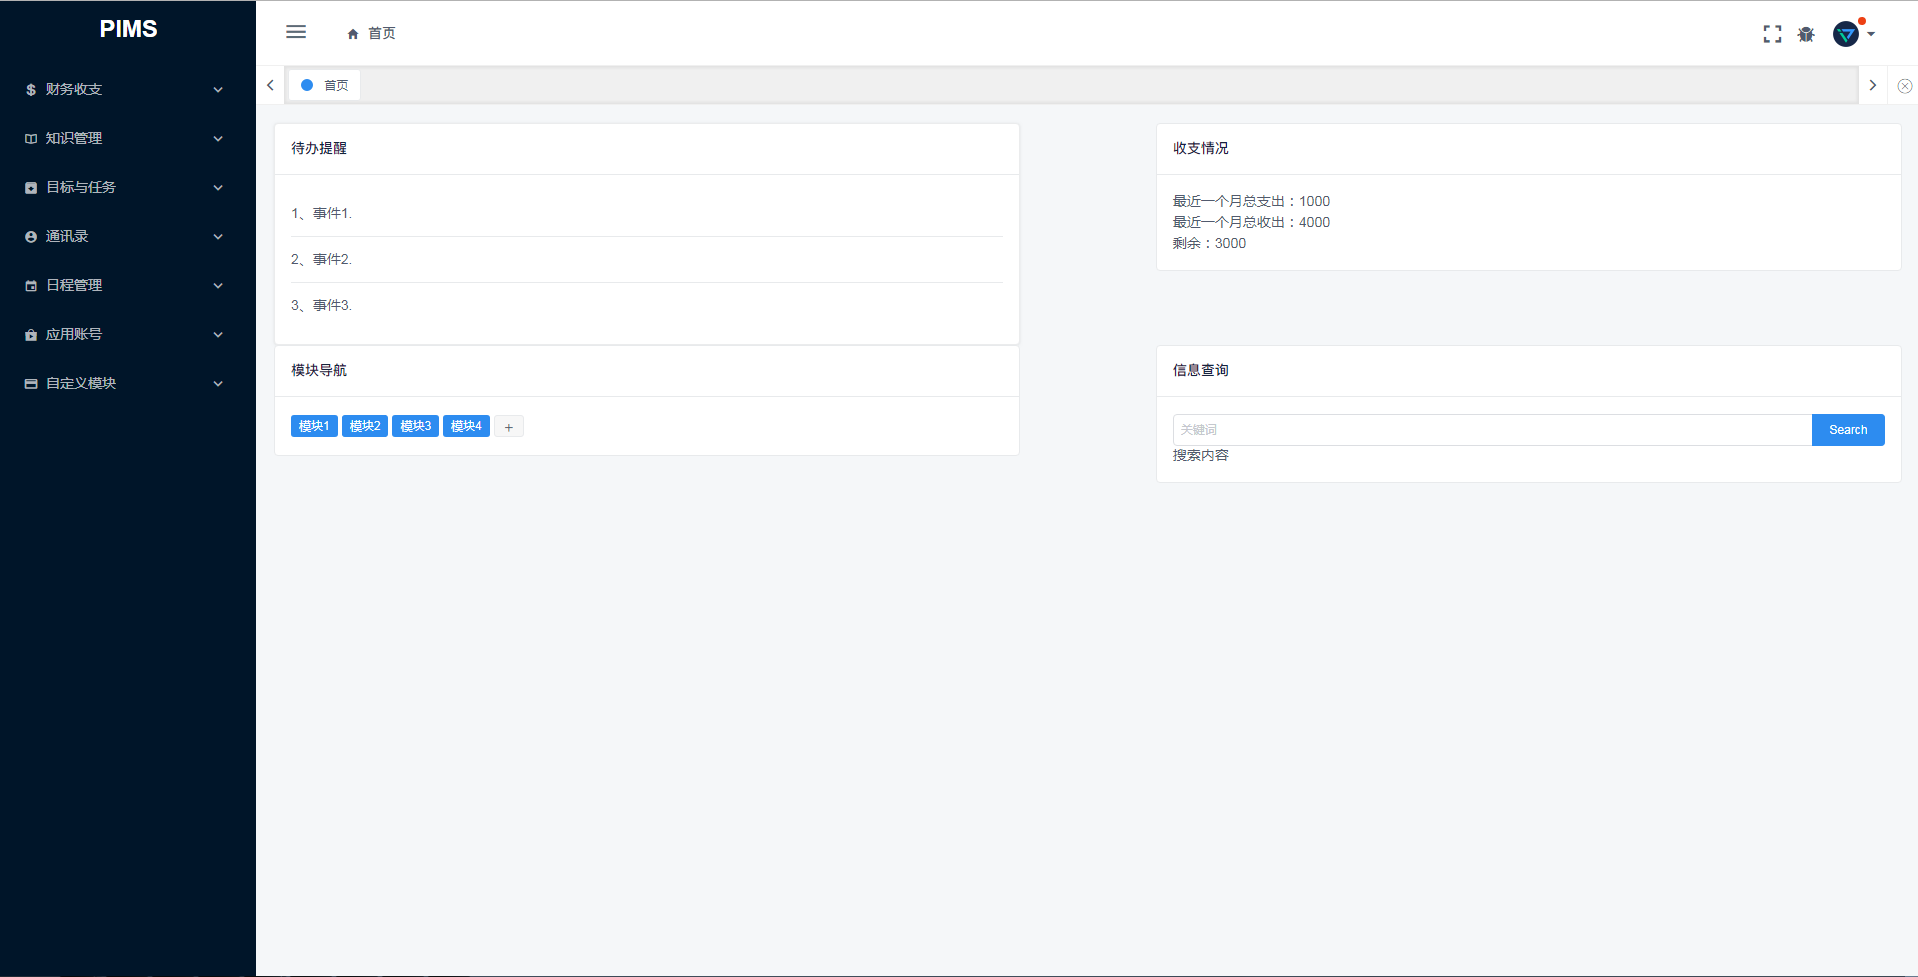 PIMS
财务收支
知识管理
目标与任务
通讯录
日程管理
应用账号
自定义模块
首页
首页
待办提醒
1、事件1.
2、事件2.
3、事件3.
收支情况
最近一个月总支出：1000
最近一个月总收出：4000
剩余：3000
模块导航
模块1 模块2 模块3 模块4 +
信息查询
关键词 Search
搜索内容